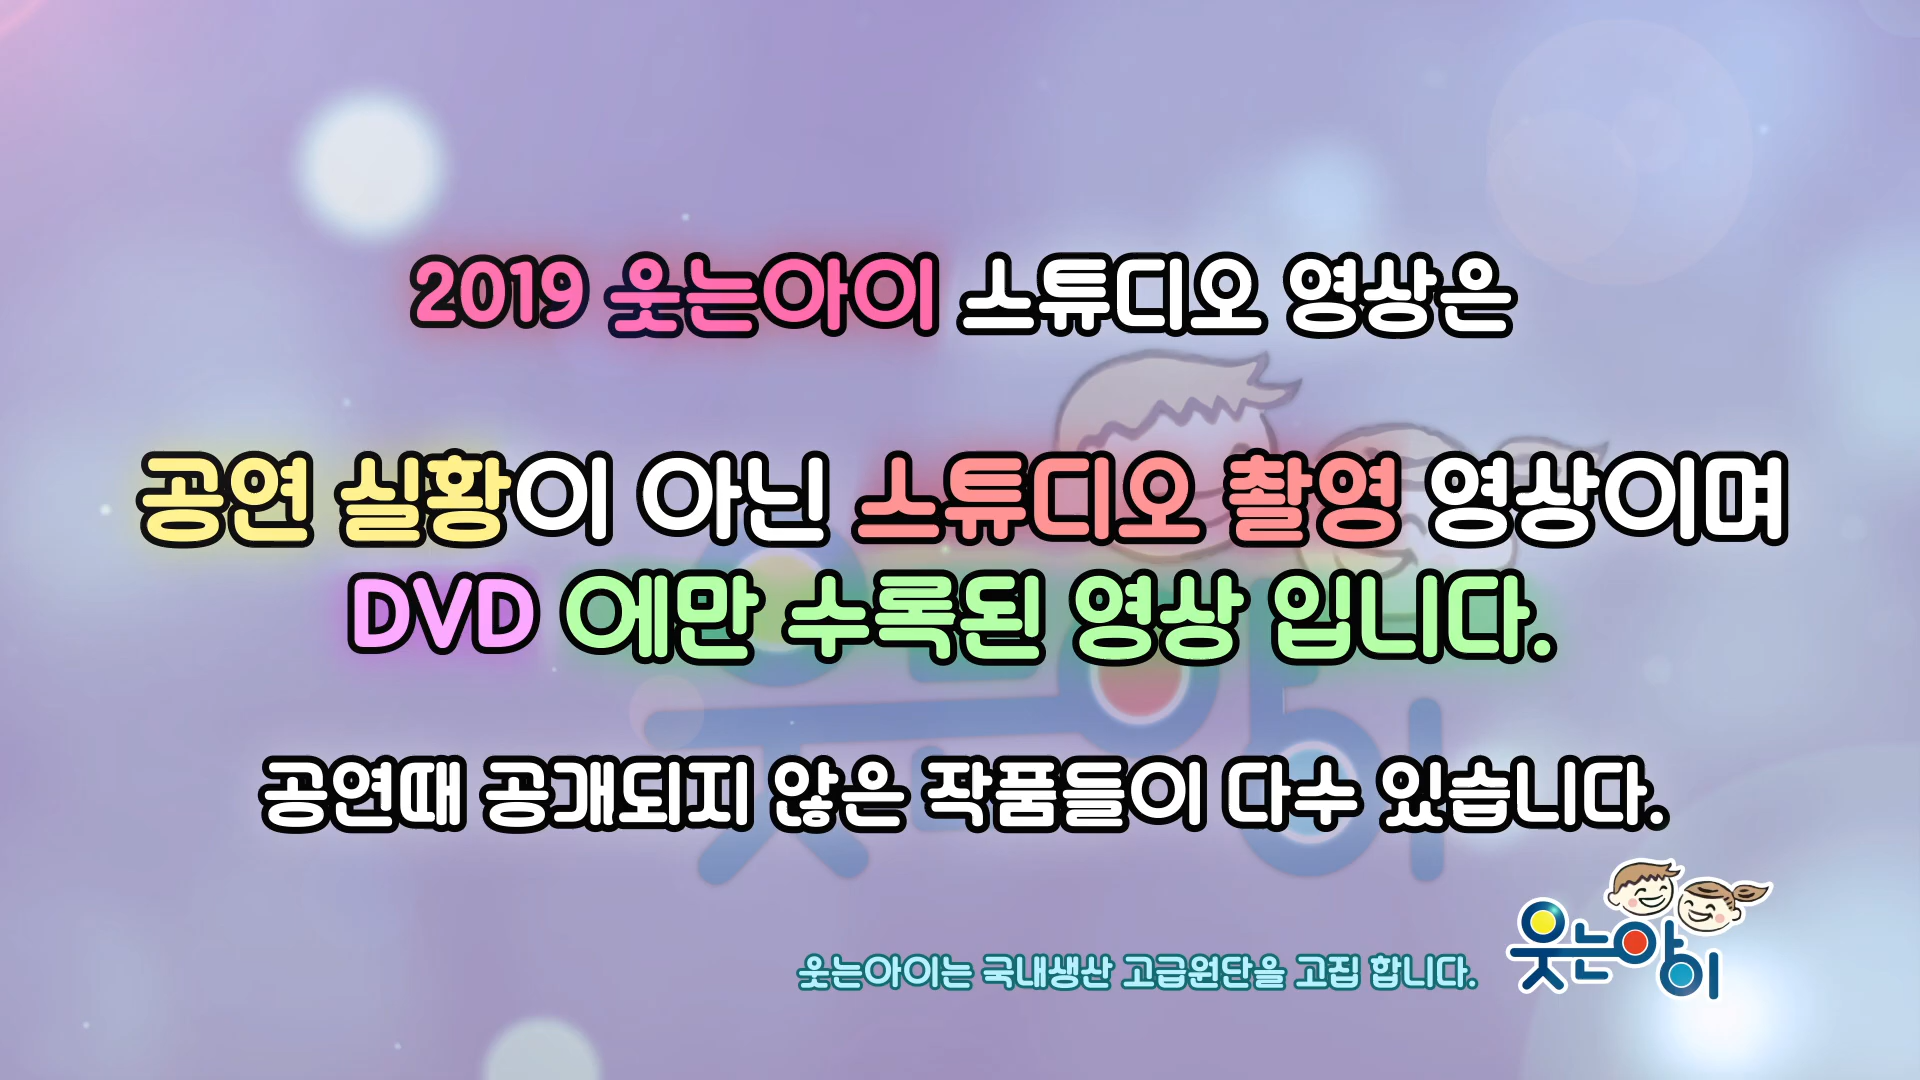 2019 웃는아이 스튜디오 영상은
공연 실황이 아닌 스튜디오 촬영 영상이며
DVD 에만 수록된 영상 입니다.
공연때 공개되지 않은 작품들이 다수 있습니다.
웃는아이는 국내생산 고급원단을 고집 합니다.
웃는아이